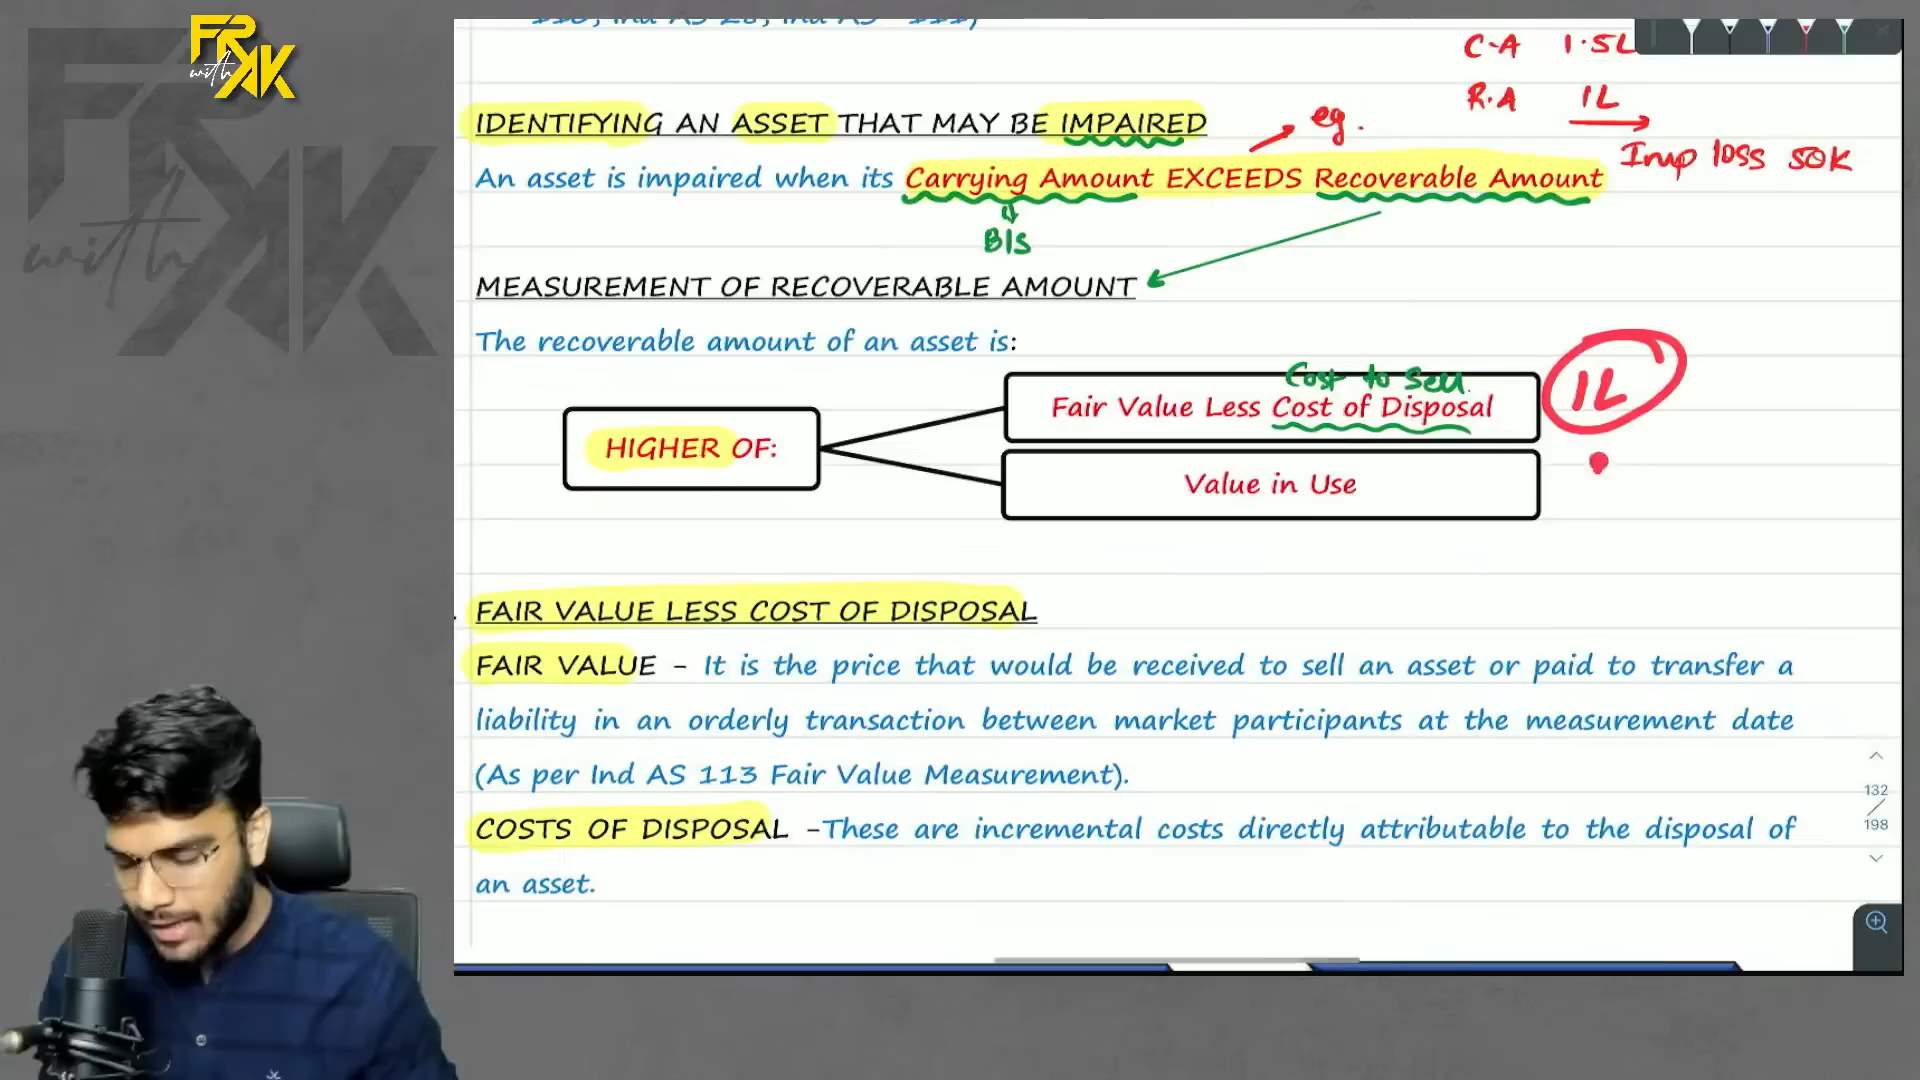 FR
with
AK
FR
with
AK
C-A 1.5L
R.A 1L
IDENTIFYING AN ASSET THAT MAY BE IMPAIRED
eg.
Imp loss 50K
An asset is impaired when its Carrying Amount EXCEEDS Recoverable Amount
B/S
MEASUREMENT OF RECOVERABLE AMOUNT
The recoverable amount of an asset is:
Cost to Sell.
Fair Value Less Cost of Disposal
1L
HIGHER OF:
Value in Use
FAIR VALUE LESS COST OF DISPOSAL
FAIR VALUE - It is the price that would be received to sell an asset or paid to transfer a
liability in an orderly transaction between market participants at the measurement date
(As per Ind AS 113 Fair Value Measurement).
132
198
COSTS OF DISPOSAL -These are incremental costs directly attributable to the disposal of
an asset.